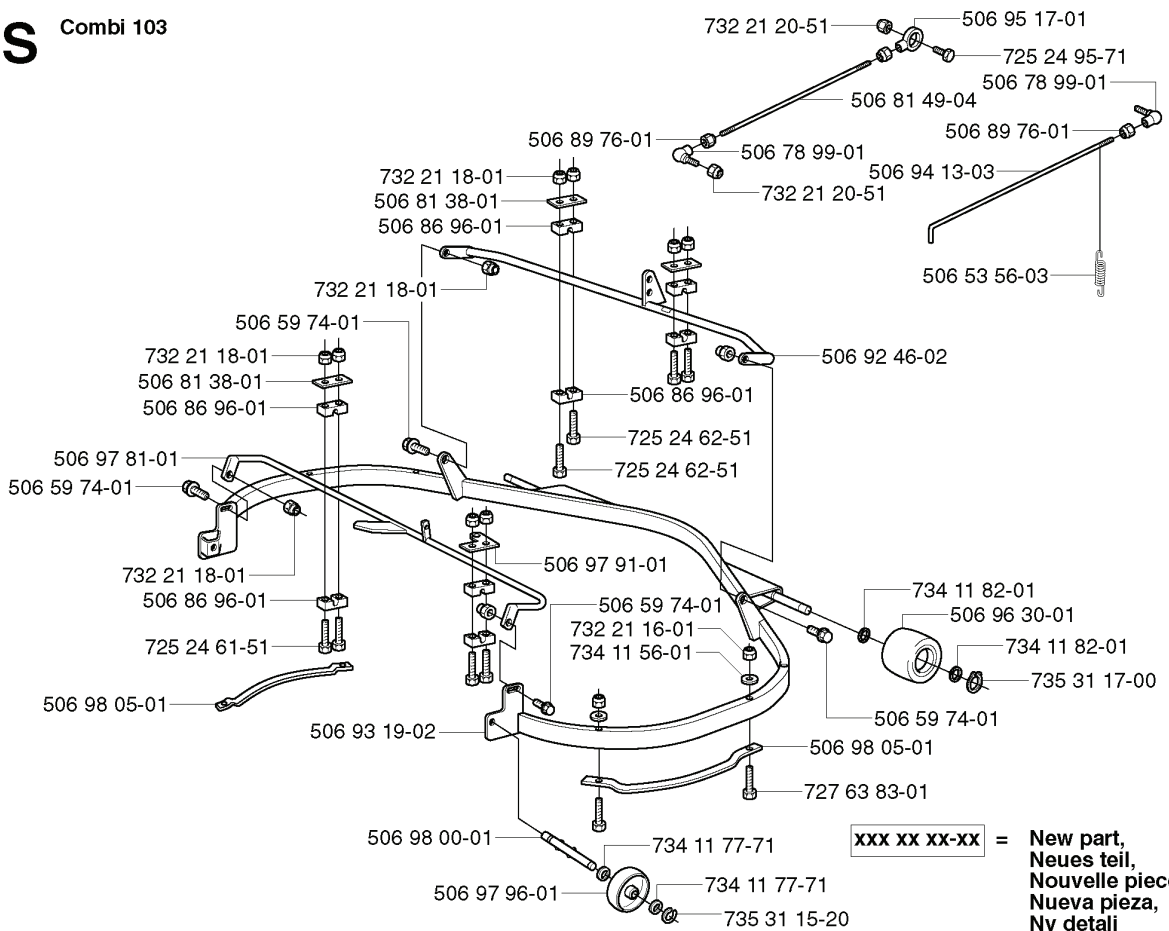 S
Combi 103
732 21 20-51
506 95 17-01
725 24 95-71
506 78 99-01
506 81 49-04
506 89 76-01
506 89 76-01
506 78 99-01
506 94 13-03
732 21 18-01
732 21 20-51
506 81 38-01
506 86 96-01
506 53 56-03
732 21 18-01
506 59 74-01
732 21 18-01
506 92 46-02
506 81 38-01
506 86 96-01
506 86 96-01
725 24 62-51
506 97 81-01
725 24 62-51
506 59 74-01
506 97 91-01
732 21 18-01
734 11 82-01
506 86 96-01
506 59 74-01
506 96 30-01
732 21 16-01
725 24 61-51
734 11 82-01
734 11 56-01
735 31 17-00
506 98 05-01
506 59 74-01
506 93 19-02
506 98 05-01
727 63 83-01
506 98 00-01
734 11 77-71
xxx xx xx-xx = New part,
Neues teil,
Nouvelle piece
506 97 96-01
734 11 77-71
Nueva pieza,
735 31 15-20
Ny detalj